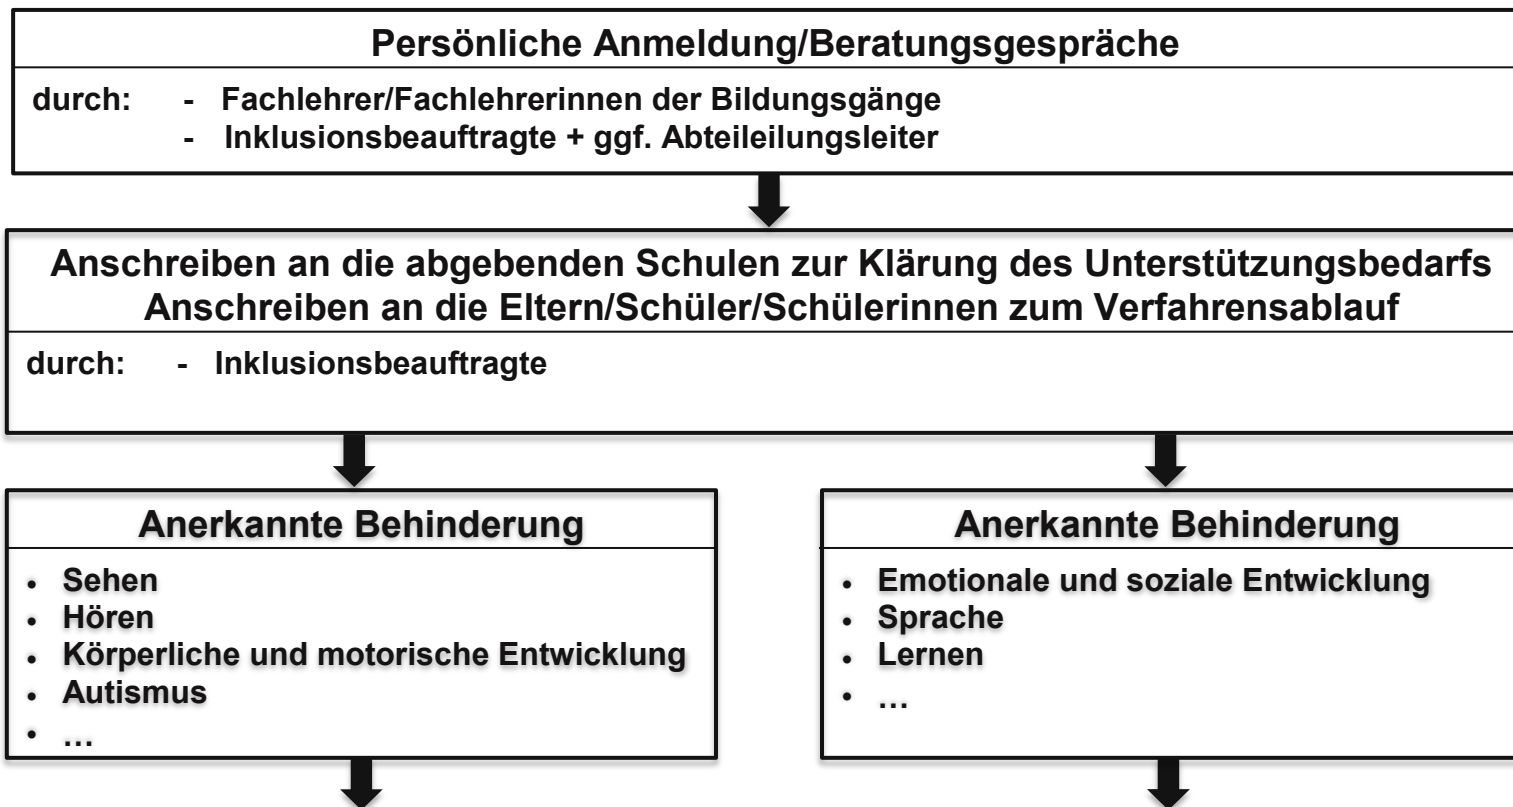 Persönliche Anmeldung/Beratungsgespräche
durch: - Fachlehrer/Fachlehrerinnen der Bildungsgänge
- Inklusionsbeauftragte + ggf. Abteileilungsleiter
Anschreiben an die abgebenden Schulen zur Klärung des Unterstützungsbedarfs
Anschreiben an die Eltern/Schüler/Schülerinnen zum Verfahrensablauf
durch: - Inklusionsbeauftragte
Anerkannte Behinderung
• Sehen
• Hören
• Körperliche und motorische Entwicklung
• Autismus
• …
Anerkannte Behinderung
• Emotionale und soziale Entwicklung
• Sprache
• Lernen
• …